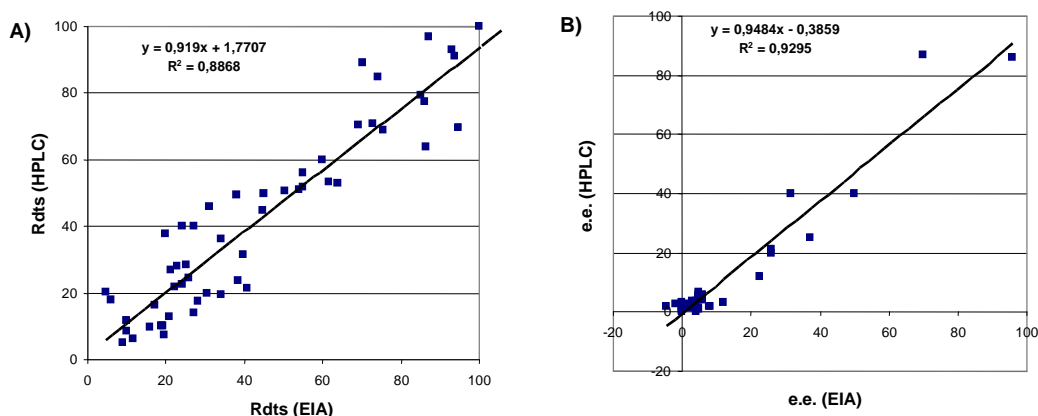 A)
y = 0,919x + 1,7707
R² = 0,8868
100
80
60
40
20
0
0 20 40 60 80 100
Rdts (HPLC)
Rdts (EIA)
B)
y = 0,9484x - 0,3859
R² = 0,9295
100
80
60
40
20
0
-20
-20 0 20 40 60 80 100
e.e. (HPLC)
e.e. (EIA)